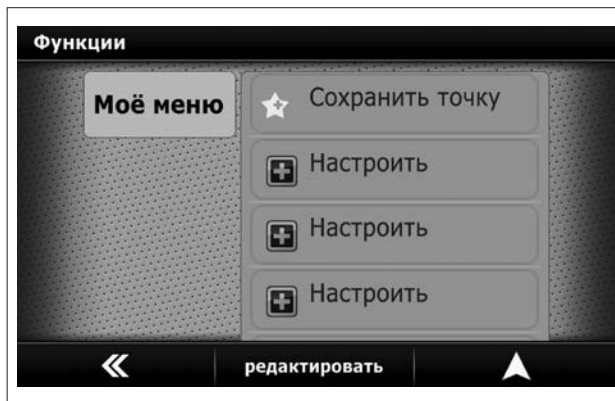 Функции
Моё меню
Сохранить точку
Настроить
Настроить
Настроить
редактировать